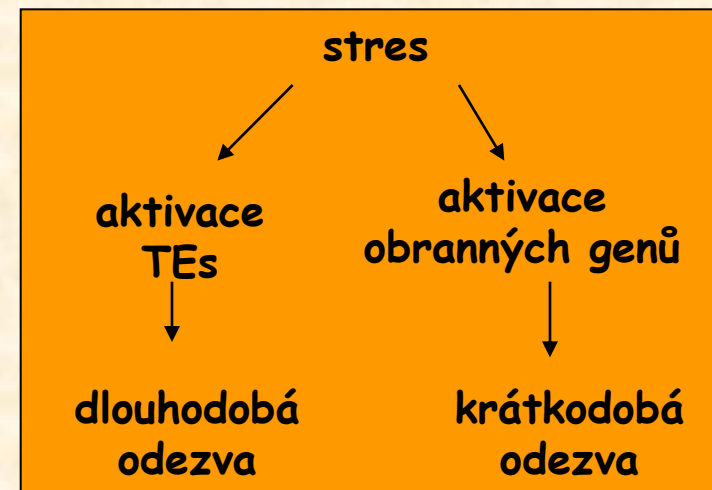 stres
aktivace
TEs
aktivace
obranných genů
dlouhodobá
odezva
krátkodobá
odezva